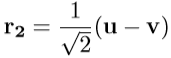 r₂ = 1/√2 (u − v)